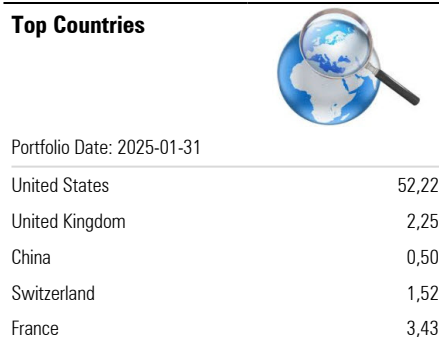 Top Countries
Portfolio Date: 2025-01-31
United States 52,22
United Kingdom 2,25
China 0,50
Switzerland 1,52
France 3,43